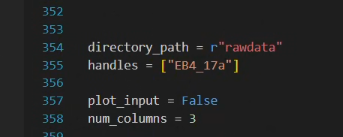 352
353
354 directory_path = r"rawdata"
355 handles = ["EB4_17a"]
356
357 plot_input = False
358 num_columns = 3
359